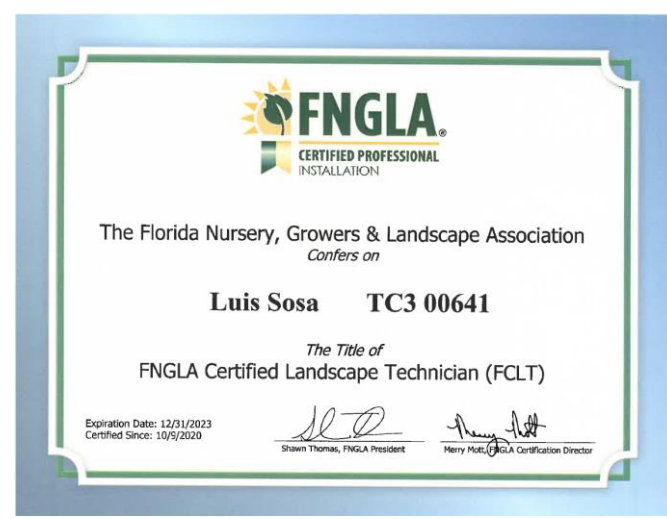 FNGLA®
CERTIFIED PROFESSIONAL
INSTALLATION
The Florida Nursery, Growers & Landscape Association
Confers on
Luis Sosa TC3 00641
The Title of
FNGLA Certified Landscape Technician (FCLT)
Expiration Date: 12/31/2023
Certified Since: 10/9/2020
Shawn Thomas, FNGLA President
Merry Mott, FNGLA Certification Director